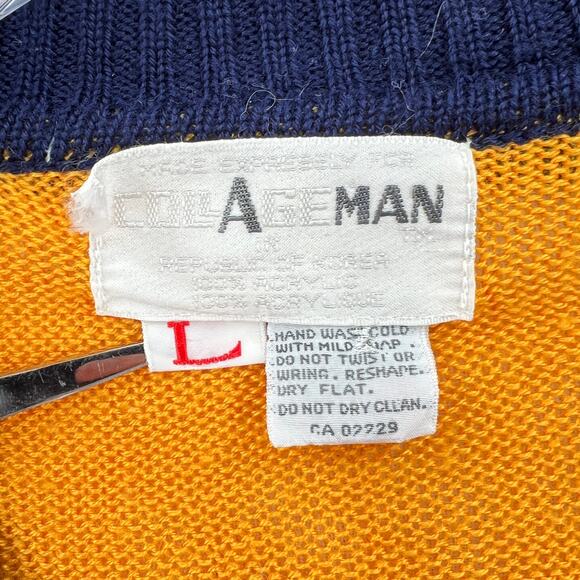 MADE EXPRESSLY FOR
COLLAGEMAN
REPUBLIC OF KOREA
100% ACRYLIC
100% ACRYLIQUE
L
HAND WASH COLD
WITH MILD SOAP.
DO NOT TWIST OR
WRING. RESHAPE.
DRY FLAT.
DO NOT DRY CLEAN.
CA 02229